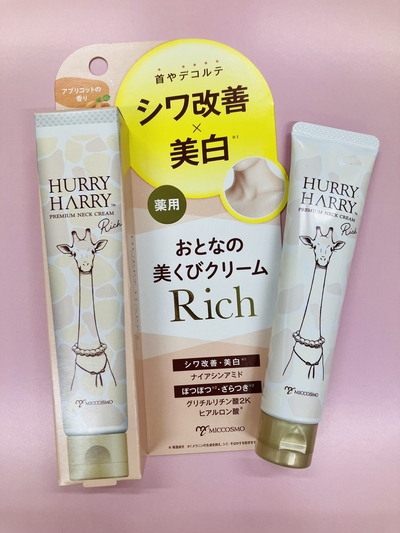 アプリコットの
香り
首やデコルテ
シワ改善
×
美白※1
薬用
おとなの
美くびクリーム
Rich
シワ改善・美白※1
ナイアシンアミド
ぽつぽつ・ざらつき
グリチルリチン酸2K
ヒアルロン酸
MICCOSMO
HURRY
HARRY™
PREMIUM NECK CREAM
Rich
MICCOSMO
HURRY
HARRY™
PREMIUM NECK CREAM
Rich
MICCOSMO